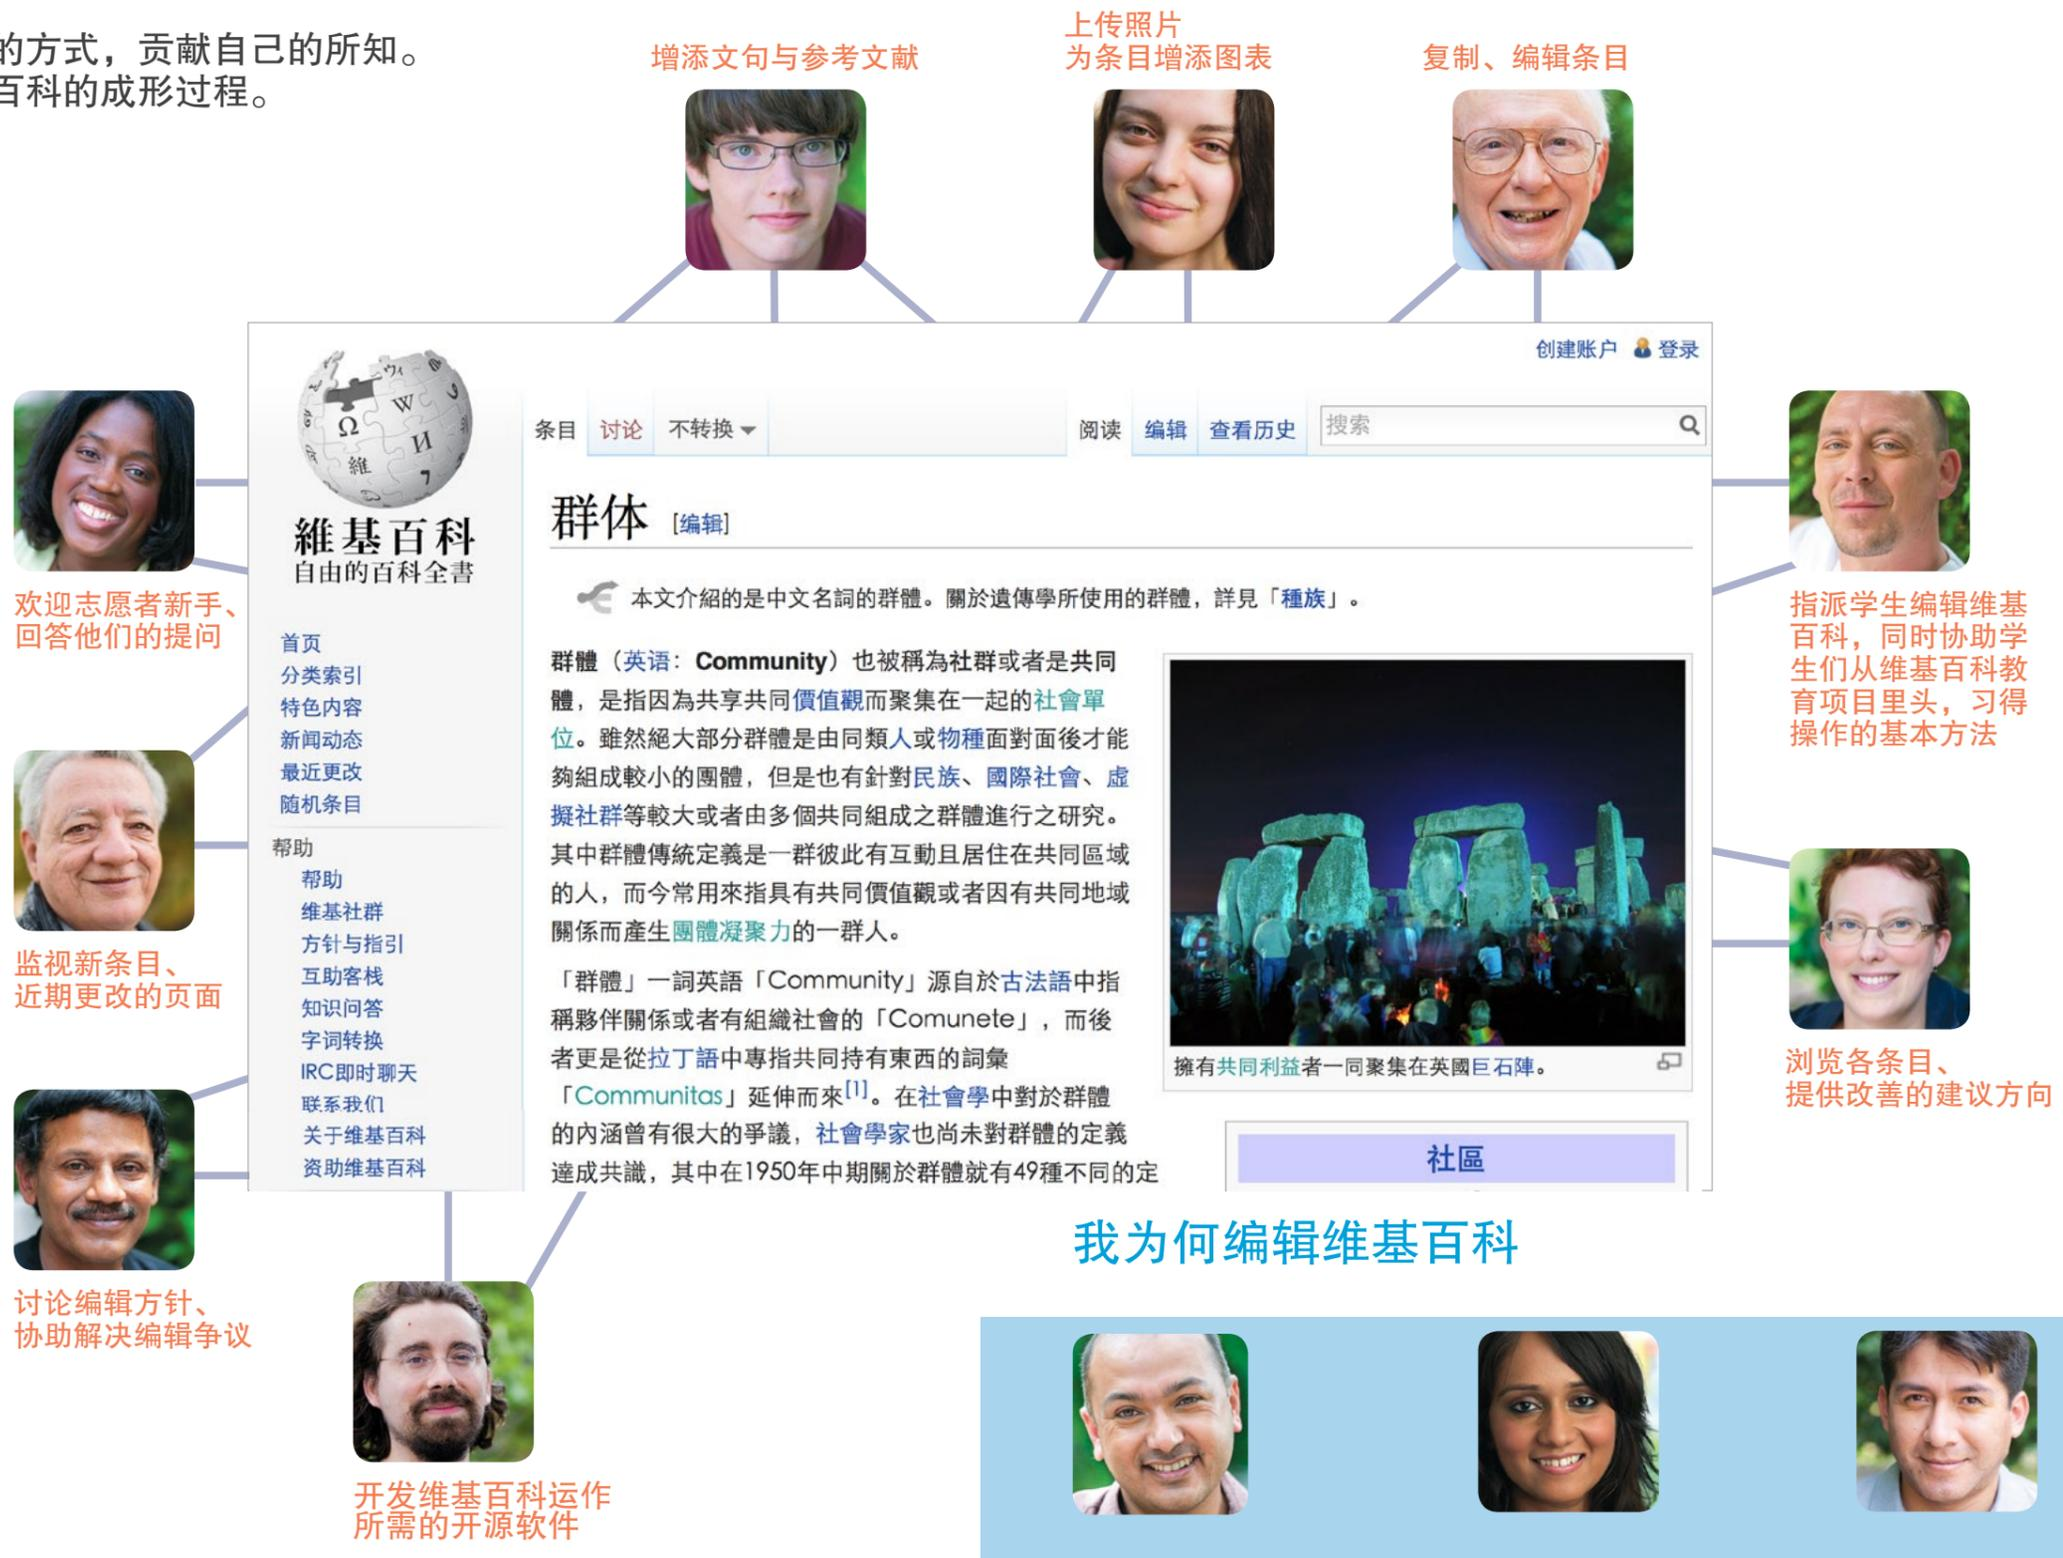 的方式，贡献自己的所知。
百科的成形过程。
增添文句与参考文献
上传照片
为条目增添图表
复制、编辑条目
创建账户 登录
条目 讨论 不转换 阅读 编辑 查看历史 搜索
維基百科
自由的百科全書
群体 [编辑]
本文介紹的是中文名詞的群體。關於遺傳學所使用的群體，詳見「種族」。
欢迎志愿者新手、
回答他们的提问
指派学生编辑维基
百科，同时协助学
生们从维基百科教
育项目里头，习得
操作的基本方法
首页
分类索引
特色内容
新闻动态
最近更改
随机条目
帮助
帮助
维基社群
方针与指引
互助客栈
知识问答
字词转换
IRC即时聊天
联系我们
关于维基百科
资助维基百科
群體（英语：Community）也被稱為社群或者是共同
體，是指因為共享共同價值觀而聚集在一起的社會單
位。雖然絕大部分群體是由同類人或物種面對面後才能
夠組成較小的團體，但是也有針對民族、國際社會、虛
擬社群等較大或者由多個共同組成之群體進行之研究。
其中群體傳統定義是一群彼此有互動且居住在共同區域
的人，而今常用來指具有共同價值觀或者因有共同地域
關係而產生團體凝聚力的一群人。
「群體」一詞英語「Community」源自於古法語中指
稱夥伴關係或者有組織社會的「Comunete」，而後
者更是從拉丁語中專指共同持有東西的詞彙
「Communitas」延伸而來[1]。在社會學中對於群體
的內涵曾有很大的爭議，社會學家也尚未對群體的定義
達成共識，其中在1950年中期關於群體就有49種不同的定
擁有共同利益者一同聚集在英國巨石陣。
社區
监视新条目、
近期更改的页面
浏览各条目、
提供改善的建议方向
讨论编辑方针、
协助解决编辑争议
开发维基百科运作
所需的开源软件
我为何编辑维基百科